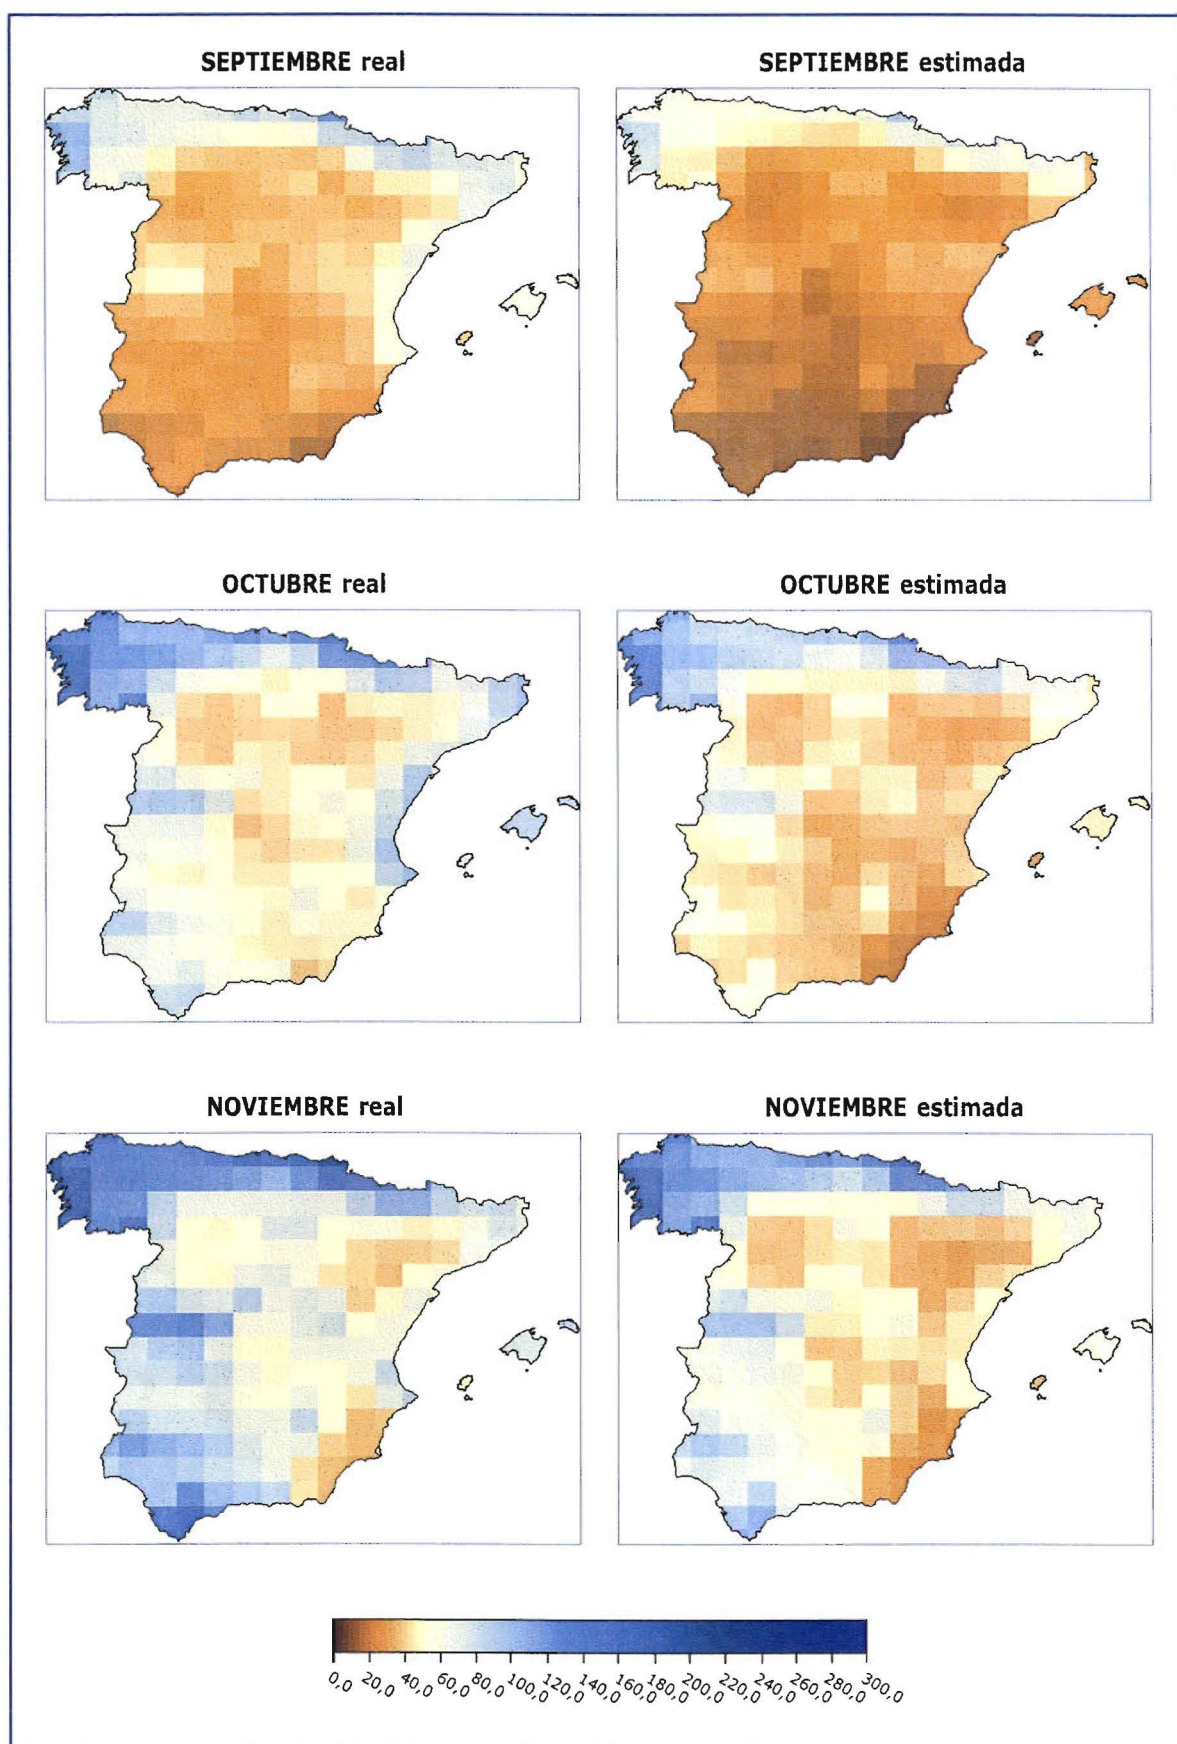 SEPTIEMBRE real
SEPTIEMBRE estimada
OCTUBRE real
OCTUBRE estimada
NOVIEMBRE real
NOVIEMBRE estimada
0,0 20,0 40,0 60,0 80,0 100,0 120,0 140,0 160,0 180,0 200,0 220,0 240,0 260,0 280,0 300,0